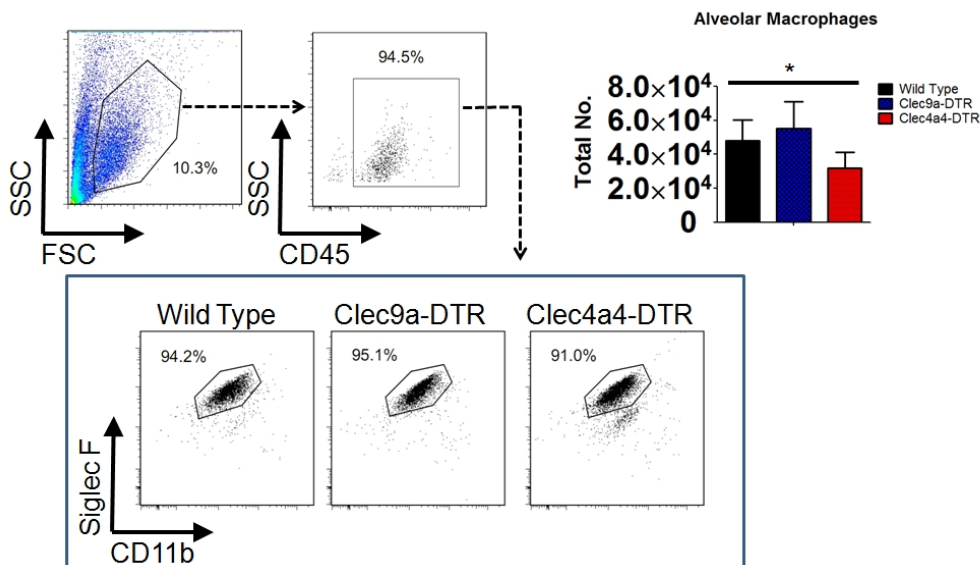 SSC
10.3%
FSC
94.5%
SSC
CD45
Alveolar Macrophages
*
8.0×10⁴
6.0×10⁴
4.0×10⁴
2.0×10⁴
0
Total No.
Wild Type
Clec9a-DTR
Clec4a4-DTR
Wild Type
Clec9a-DTR
Clec4a4-DTR
94.2%
95.1%
91.0%
Siglec F
CD11b